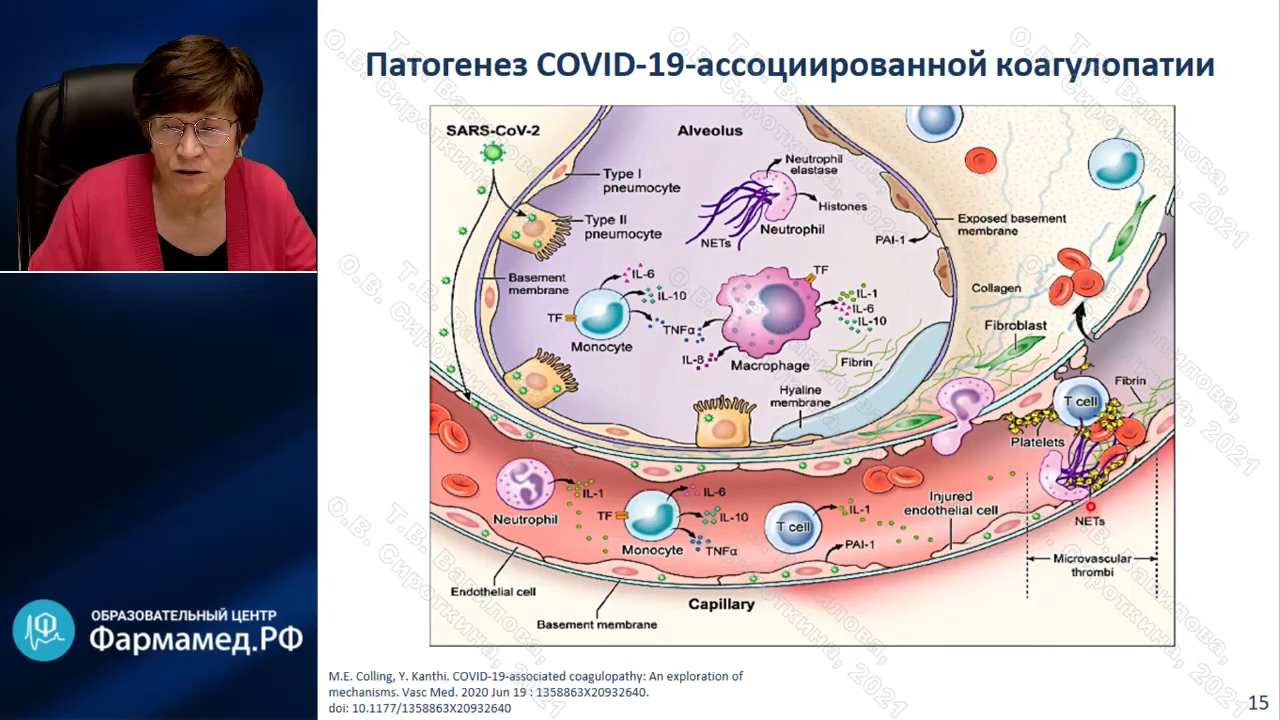 Патогенез COVID-19-ассоциированной коагулопатии
SARS-CoV-2
Alveolus
Type I
pneumocyte
Type II
pneumocyte
Neutrophil
elastase
Histones
Neutrophil
NETs
PAI-1
Exposed basement
membrane
Basement
membrane
IL-6
IL-10
TF
TNFα
Monocyte
TF
IL-1
IL-6
IL-10
IL-8
Macrophage
Fibrin
Hyaline
membrane
Collagen
Fibroblast
Fibrin
T cell
Platelets
NETs
Microvascular
thrombi
Neutrophil
IL-1
TF
IL-6
IL-10
TNFα
Monocyte
T cell
IL-1
PAI-1
Injured
endothelial cell
Endothelial cell
Basement membrane
Capillary
ОБРАЗОВАТЕЛЬНЫЙ ЦЕНТР
Фармамед.РФ
M.E. Colling, Y. Kanthi. COVID-19-associated coagulopathy: An exploration of
mechanisms. Vasc Med. 2020 Jun 19 : 1358863X20932640.
doi: 10.1177/1358863X20932640
15
Т.В. Вавилова,
О.В. Сироткина, 2021